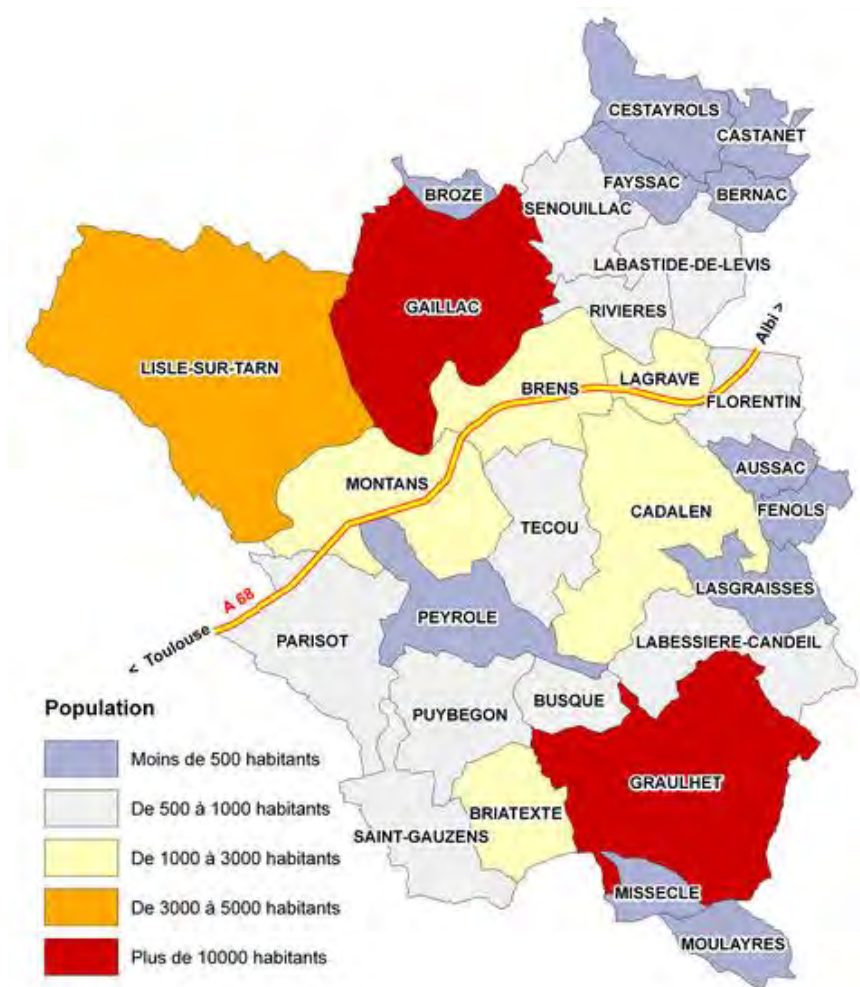 CESTAYROLS
CASTANET
FAYSSAC
BERNAC
BROZE
SENOUILLAC
LABASTIDE-DE-LEVIS
GAILLAC
RIVIERES
Albi >
LISLE-SUR-TARN
LAGRAVE
BRENS
FLORENTIN
AUSSAC
MONTANS
FENOLS
TECOU
CADALEN
LASGRAISSES
A 68
PEYROLE
< Toulouse
PARISOT
LABESSIERE-CANDEIL
BUSQUE
PUYBEGON
GRAULHET
BRIATEXTE
SAINT-GAUZENS
MISSECLE
MOULAYRES
Population
Moins de 500 habitants
De 500 à 1000 habitants
De 1000 à 3000 habitants
De 3000 à 5000 habitants
Plus de 10000 habitants